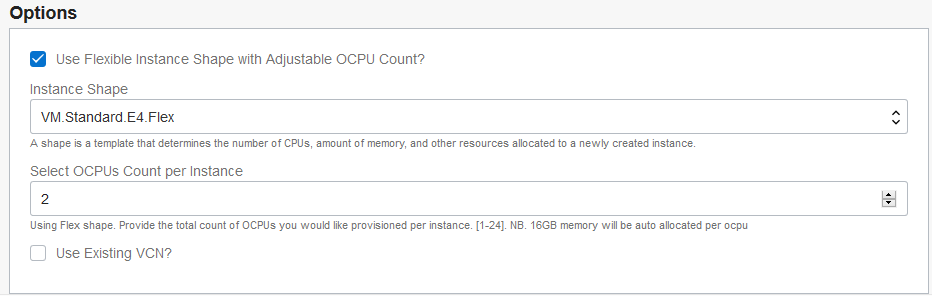 Options
Use Flexible Instance Shape with Adjustable OCPU Count?
Instance Shape
VM.Standard.E4.Flex
A shape is a template that determines the number of CPUs, amount of memory, and other resources allocated to a newly created instance.
Select OCPUs Count per Instance
2
Using Flex shape. Provide the total count of OCPUs you would like provisioned per instance. [1-24]. NB. 16GB memory will be auto allocated per ocpu
Use Existing VCN?